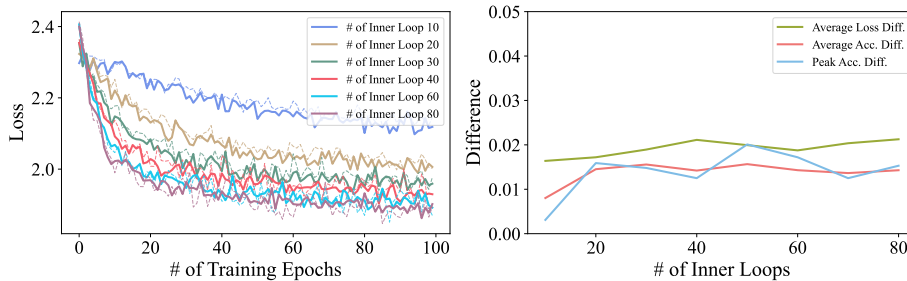 2.4
2.2
2.0
Loss
0
20
40
60
80
100
# of Training Epochs
# of Inner Loop 10
# of Inner Loop 20
# of Inner Loop 30
# of Inner Loop 40
# of Inner Loop 60
# of Inner Loop 80
0.05
0.04
0.03
0.02
0.01
0.00
Difference
20
40
60
80
# of Inner Loops
Average Loss Diff.
Average Acc. Diff.
Peak Acc. Diff.